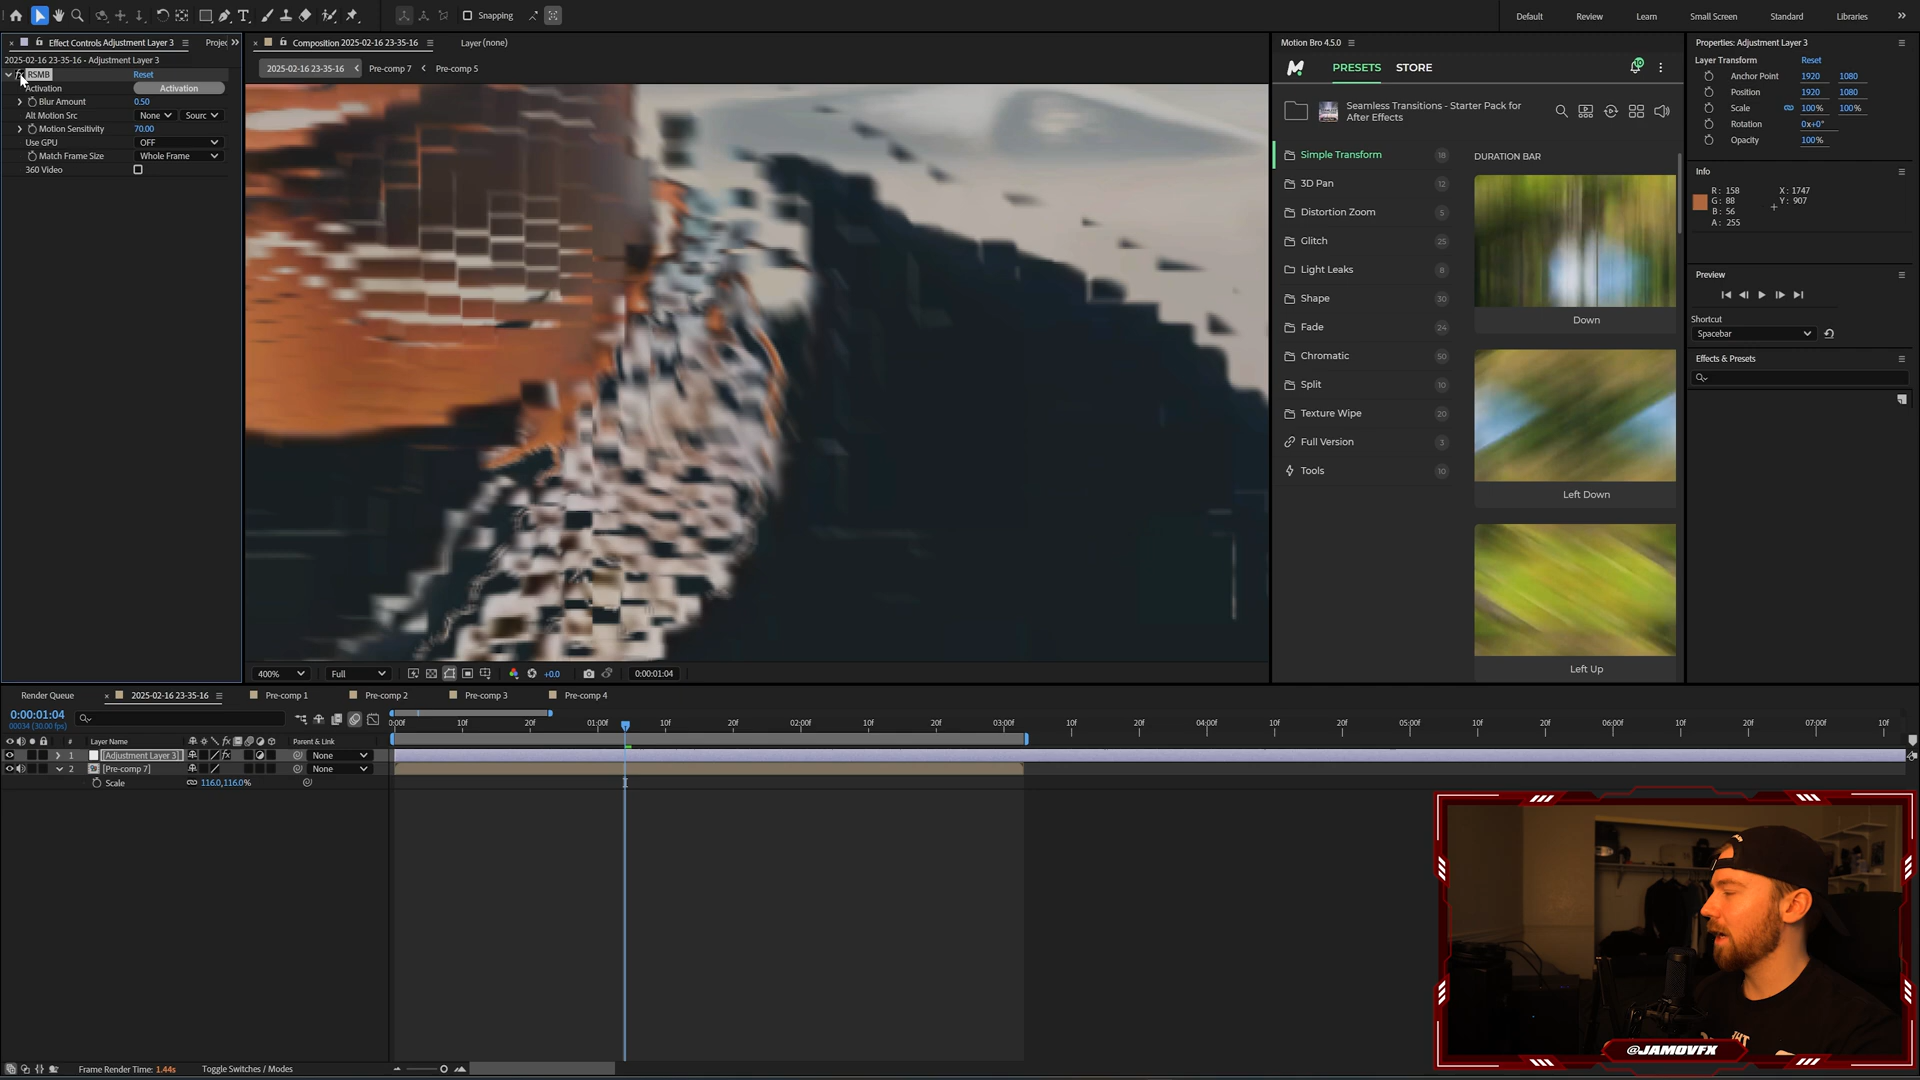 Snapping
Default
Review
Learn
Small Screen
Standard
Libraries
Effect Controls Adjustment Layer 3
Projec
2025-02-16 23-35-16 - Adjustment Layer 3
RSMB
Reset
Activation
Activation
Blur Amount
0.50
Alt Motion Src
None
Sourc
Motion Sensitivity
70.00
Use GPU
OFF
Match Frame Size
Whole Frame
360 Video
Composition 2025-02-16 23-35-16
Layer (none)
2025-02-16 23-35-16
Pre-comp 7
Pre-comp 5
400%
Full
+0.0
0:00:01:04
Motion Bro 4.5.0
PRESETS
STORE
Seamless Transitions - Starter Pack for
After Effects
Simple Transform 18
3D Pan 12
Distortion Zoom 5
Glitch 25
Light Leaks 8
Shape 30
Fade 24
Chromatic 50
Split 10
Texture Wipe 20
Full Version 3
Tools 10
DURATION BAR
Down
Left Down
Left Up
Properties: Adjustment Layer 3
Layer Transform Reset
Anchor Point 1920 1080
Position 1920 1080
Scale 100% 100%
Rotation 0x+0°
Opacity 100%
Info
R: 158 X: 1747
G: 88 Y: 907
B: 56
A: 255
Preview
Shortcut
Spacebar
Effects & Presets
Render Queue
2025-02-16 23-35-16
Pre-comp 1
Pre-comp 2
Pre-comp 3
Pre-comp 4
0:00:01:04
00034 (30.00 fps)
0:00f 10f 20f 01:00f 10f 20f 02:00f 10f 20f 03:00f 10f 20f 04:00f 10f 20f 05:00f 10f 20f 06:00f 10f 20f 07:00f 10f
# Layer Name Parent & Link
1 [Adjustment Layer 3] None
2 [Pre-comp 7] None
Scale 116.0,116.0%
Frame Render Time: 1.44s
Toggle Switches / Modes
@JAMOVFX